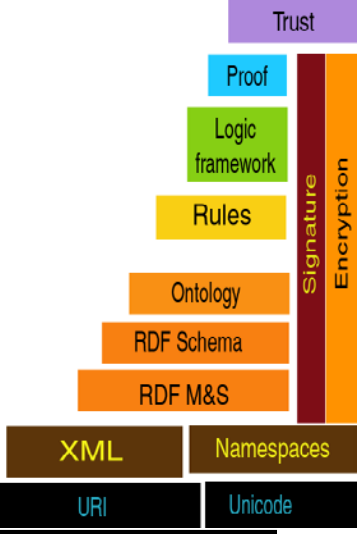 Trust
Proof
Logic
framework
Rules
Signature
Encryption
Ontology
RDF Schema
RDF M&S
XML
Namespaces
URI
Unicode